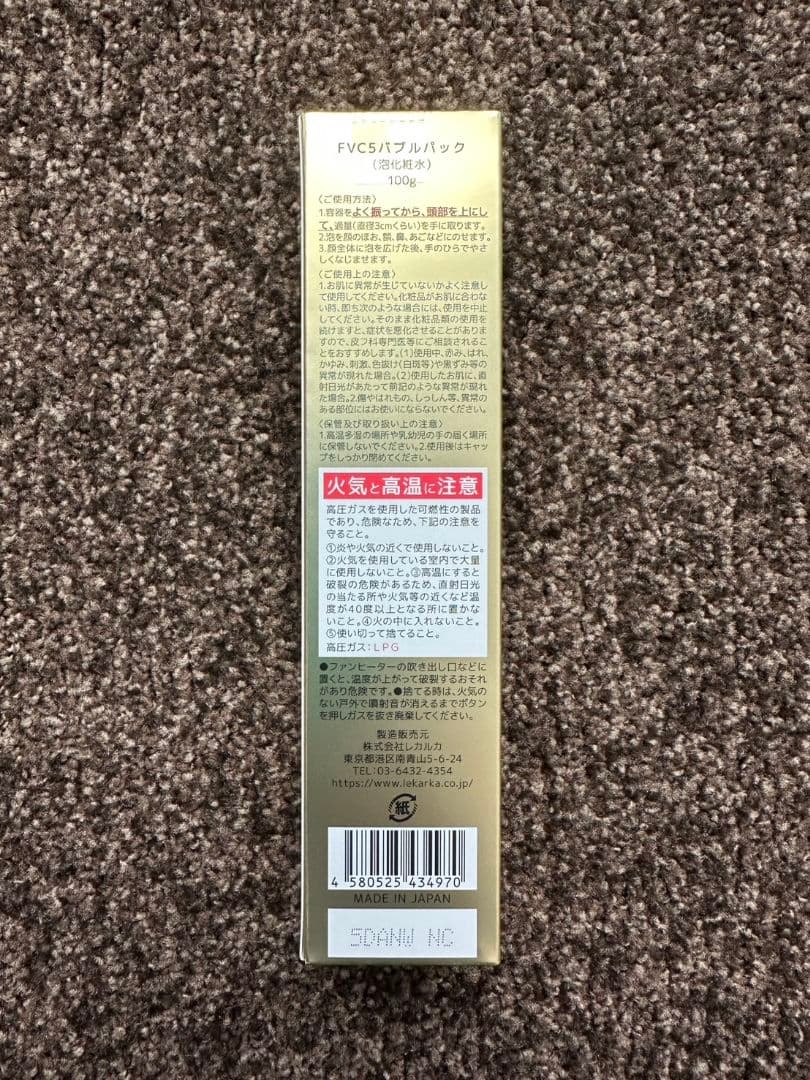 FVC5バブルパック
(泡化粧水)
100g
〈ご使用方法〉
1.容器をよく振ってから、頭部を上にし
て、適量(直径3cmくらい)を手に取ります。
2.泡を顔のほお、額、鼻、あごなどにのせます。
3.顔全体に泡を広げた後、手のひらでやさ
しくなじませます。
〈ご使用上の注意〉
1.お肌に異常が生じていないかよく注意し
て使用してください。化粧品がお肌に合わな
い時、即ち次のような場合には、使用を中止
してください。そのまま化粧品類の使用を
続けますと、症状を悪化させることがありま
すので、皮フ科専門医等にご相談されること
をおすすめします。(1)使用中、赤み、はれ、
かゆみ、刺激、色抜け(白斑等)や黒ずみ等の
異常が現れた場合。(2)使用したお肌に、直
射日光があたって前記のような異常が現れ
た場合。2.傷やはれもの、しっしん等、異常の
ある部位にはお使いにならないでください。
〈保管及び取り扱い上の注意〉
1.高温多湿の場所や乳幼児の手の届く場所
に保管しないでください。2.使用後はキャッ
プをしっかり閉めてください。
火気と高温に注意
高圧ガスを使用した可燃性の製品
であり、危険なため、下記の注意を
守ること。
①炎や火気の近くで使用しないこと。
②火気を使用している室内で大量
に使用しないこと。③高温にすると
破裂の危険があるため、直射日光
の当たる所や火気等の近くなど温
度が40度以上となる所に置かな
いこと。④火の中に入れないこと。
⑤使い切って捨てること。
高圧ガス:LPG
●ファンヒーターの吹き出し口などに
置くと、温度が上がって破裂するおそれ
があり危険です。●捨てる時は、火気の
ない戸外で噴射音が消えるまでボタン
を押しガスを抜き廃棄してください。
製造販売元
株式会社レカルカ
東京都港区南青山5-6-24
TEL:03-6432-4354
https://www.lekarka.co.jp/
紙
4 580525 434970
MADE IN JAPAN
5DANW NC